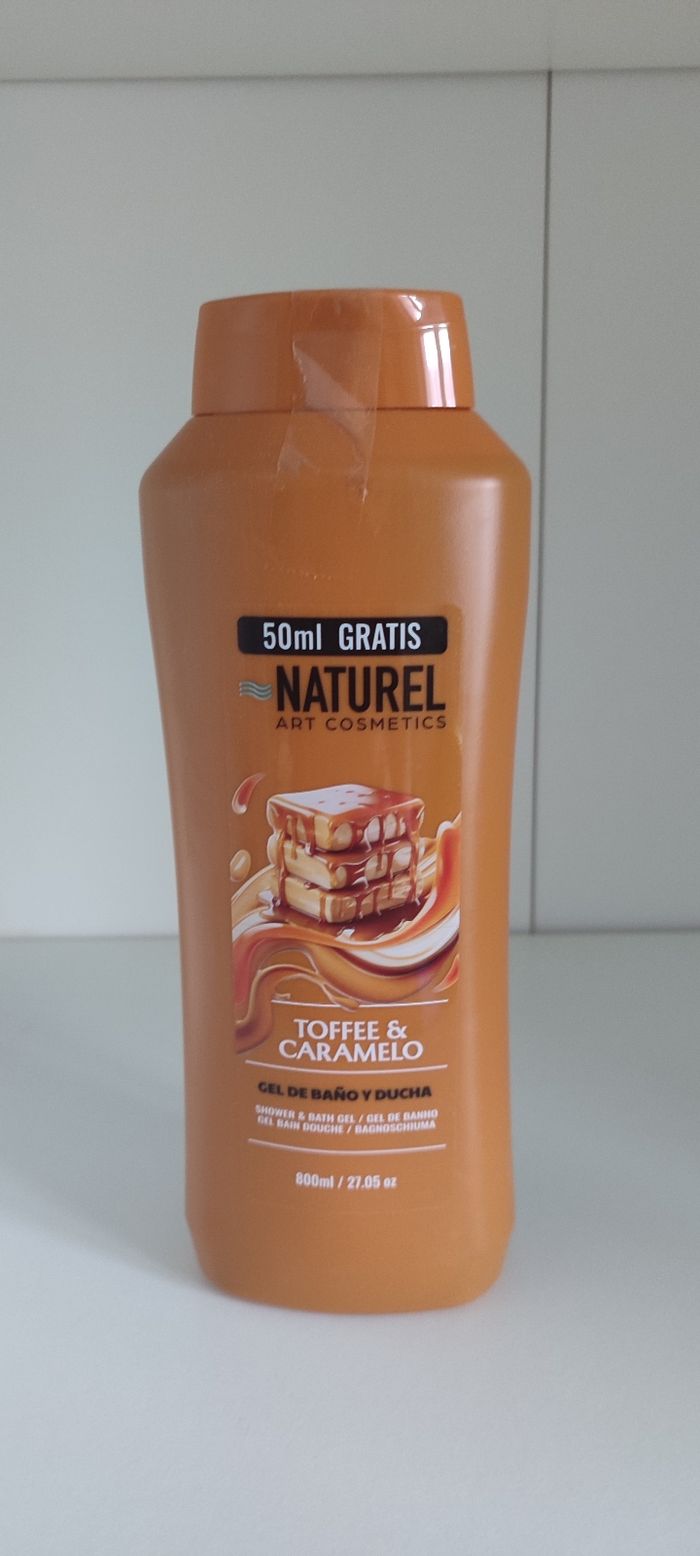 50ml GRATIS
NATUREL
ART COSMETICS
TOFFEE &
CARAMELO
GEL DE BAÑO Y DUCHA
SHOWER & BATH GEL / GEL DE BANHO
GEL BAIN DOUCHE / BAGNOSCHIUMA
800ml / 27.05 oz